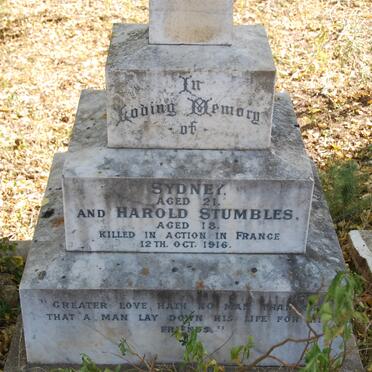 In
Loving Memory
- of -
SYDNEY,
AGED 21.
AND HAROLD STUMBLES,
AGED 18.
KILLED IN ACTION IN FRANCE
12TH. OCT. 1916.
"GREATER LOVE HATH NO MAN THAN
THAT A MAN LAY DOWN HIS LIFE FOR
FRIENDS."